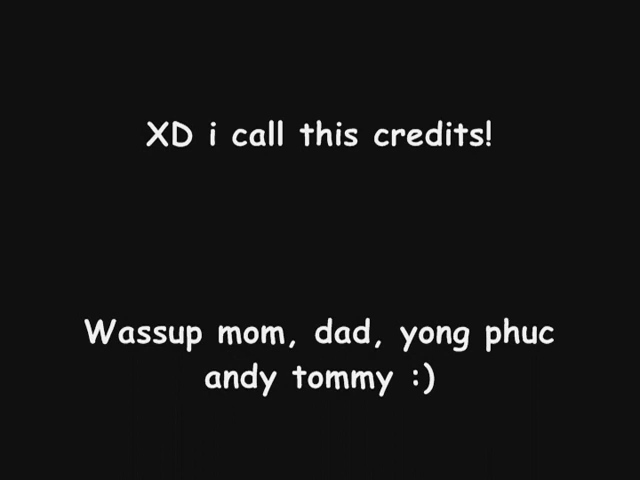 XD i call this credits!
Wassup mom, dad, yong phuc
andy tommy :)